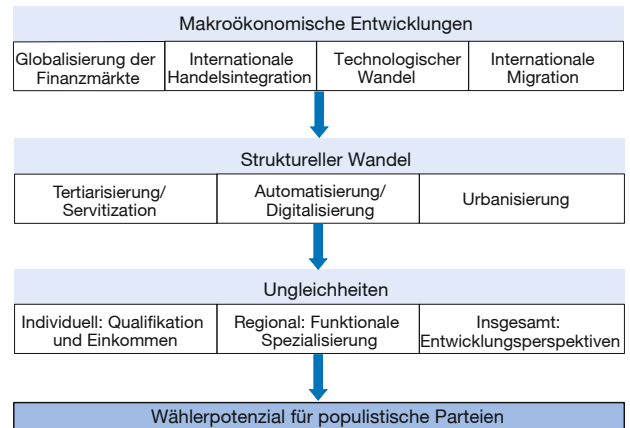 Makroökonomische Entwicklungen
Globalisierung der
Finanzmärkte
Internationale
Handelsintegration
Technologischer
Wandel
Internationale
Migration
Struktureller Wandel
Tertiarisierung/
Servitization
Automatisierung/
Digitalisierung
Urbanisierung
Ungleichheiten
Individuell: Qualifikation
und Einkommen
Regional: Funktionale
Spezialisierung
Insgesamt:
Entwicklungsperspektiven
Wählerpotenzial für populistische Parteien